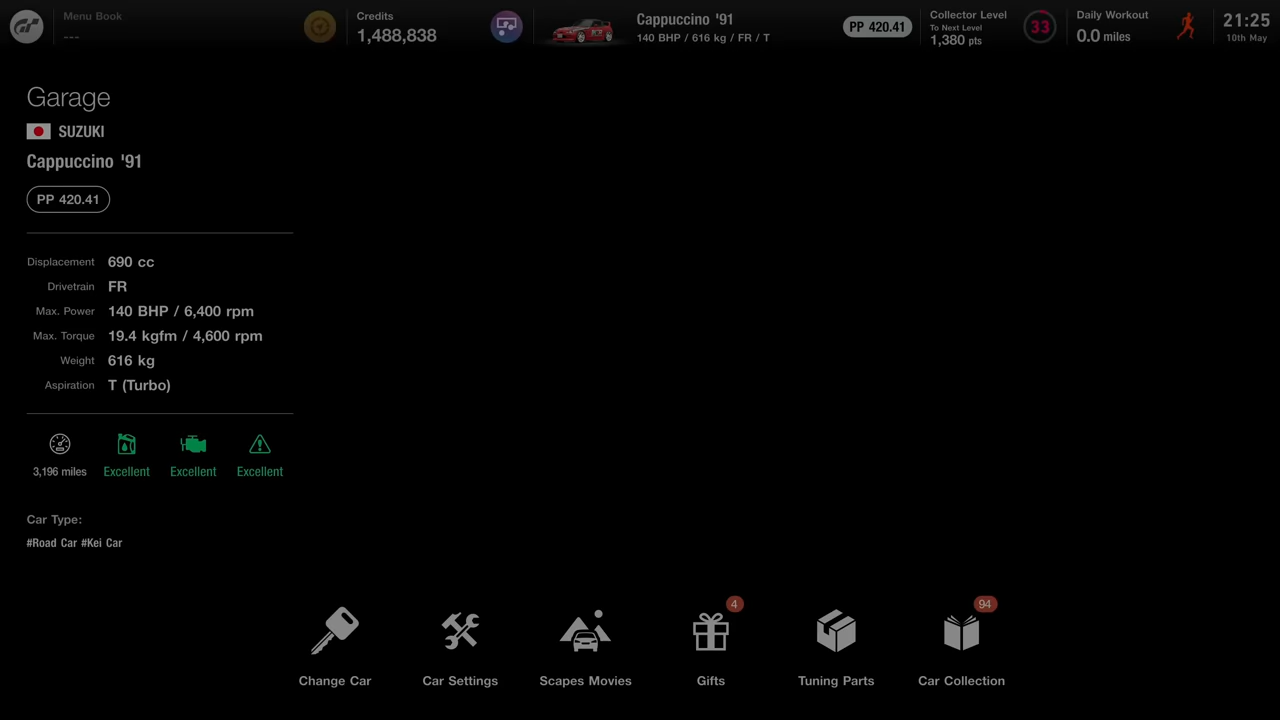 Menu Book
---
Credits
1,488,838
Cappuccino '91
140 BHP / 616 kg / FR / T
PP 420.41
Collector Level
To Next Level
1,380 pts
33
Daily Workout
0.0 miles
21:25
10th May
Garage
SUZUKI
Cappuccino '91
PP 420.41
Displacement 690 cc
Drivetrain FR
Max. Power 140 BHP / 6,400 rpm
Max. Torque 19.4 kgfm / 4,600 rpm
Weight 616 kg
Aspiration T (Turbo)
3,196 miles Excellent Excellent Excellent
Car Type:
#Road Car #Kei Car
4
94
Change Car Car Settings Scapes Movies Gifts Tuning Parts Car Collection